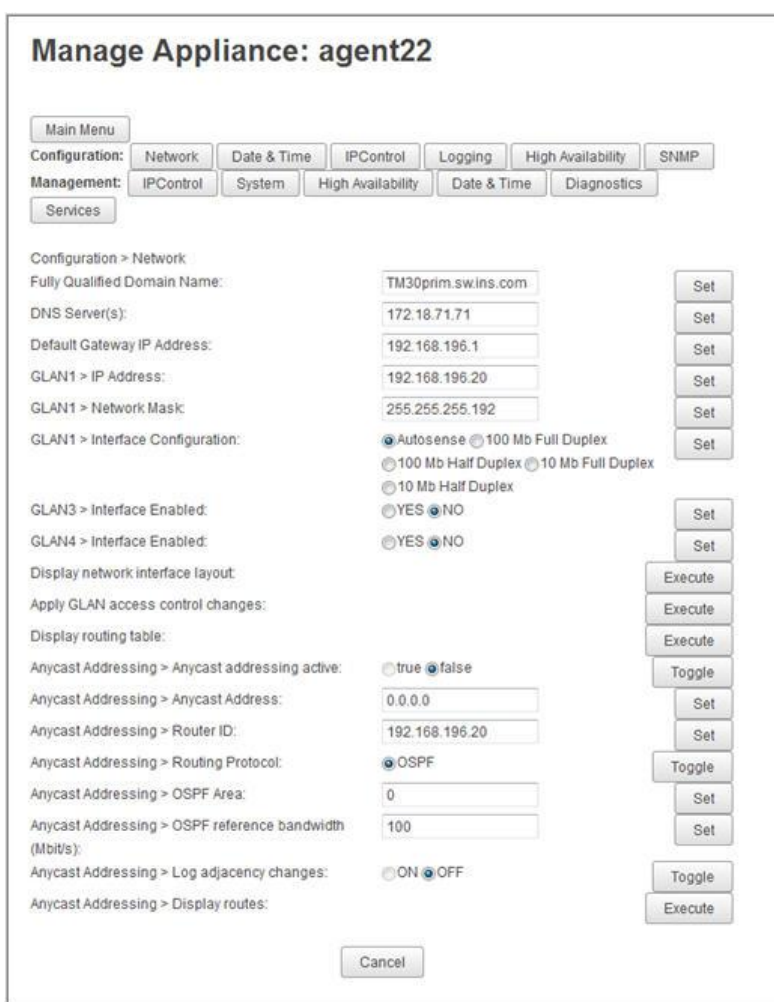 Manage Appliance: agent22
Main Menu
Configuration: Network Date & Time IPControl Logging High Availability SNMP
Management: IPControl System High Availability Date & Time Diagnostics
Services
Configuration > Network
Fully Qualified Domain Name: TM30prim.sw.ins.com Set
DNS Server(s): 172.18.71.71 Set
Default Gateway IP Address: 192.168.196.1 Set
GLAN1 > IP Address: 192.168.196.20 Set
GLAN1 > Network Mask: 255.255.255.192 Set
GLAN1 > Interface Configuration: Autosense 100 Mb Full Duplex Set
100 Mb Half Duplex 10 Mb Full Duplex
10 Mb Half Duplex
GLAN3 > Interface Enabled: YES NO Set
GLAN4 > Interface Enabled: YES NO Set
Display network interface layout: Execute
Apply GLAN access control changes: Execute
Display routing table: Execute
Anycast Addressing > Anycast addressing active: true false Toggle
Anycast Addressing > Anycast Address: 0.0.0.0 Set
Anycast Addressing > Router ID: 192.168.196.20 Set
Anycast Addressing > Routing Protocol: OSPF Toggle
Anycast Addressing > OSPF Area: 0 Set
Anycast Addressing > OSPF reference bandwidth 100 Set
(Mbit/s):
Anycast Addressing > Log adjacency changes: ON OFF Toggle
Anycast Addressing > Display routes: Execute
Cancel